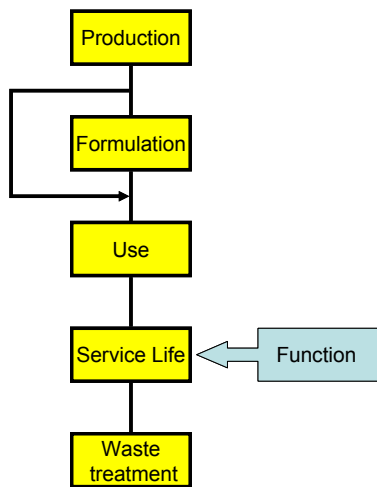 Production
Formulation
Use
Service Life
Function
Waste
treatment